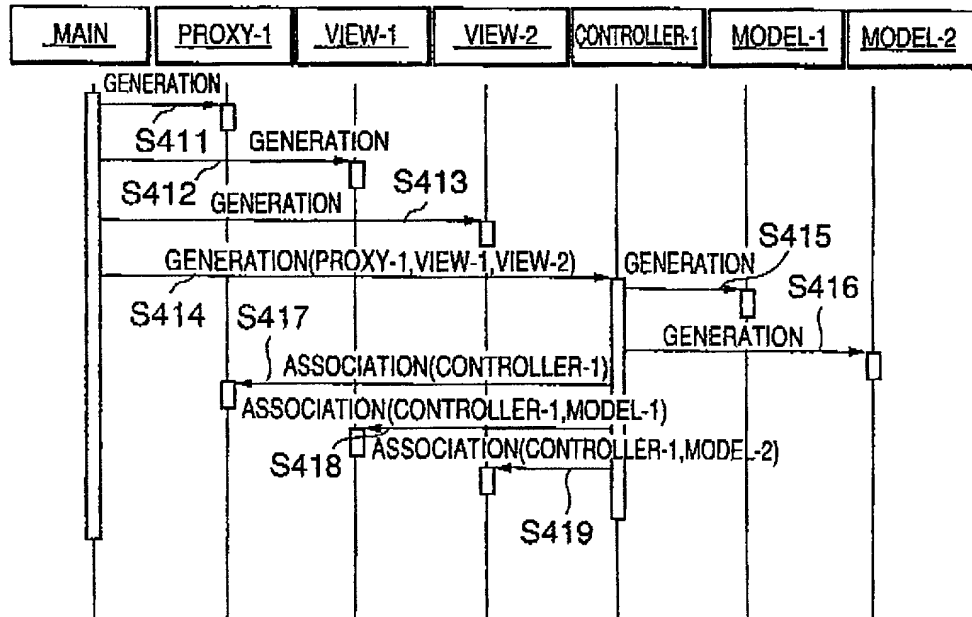 MAIN PROXY-1 VIEW-1 VIEW-2 CONTROLLER-1 MODEL-1 MODEL-2
GENERATION
S411
GENERATION
S412
S413
GENERATION
S415
GENERATION(PROXY-1,VIEW-1,VIEW-2)
GENERATION
S414
S416
S417
GENERATION
ASSOCIATION(CONTROLLER-1)
ASSOCIATION(CONTROLLER-1,MODEL-1)
S418
ASSOCIATION(CONTROLLER-1,MODEL-2)
S419